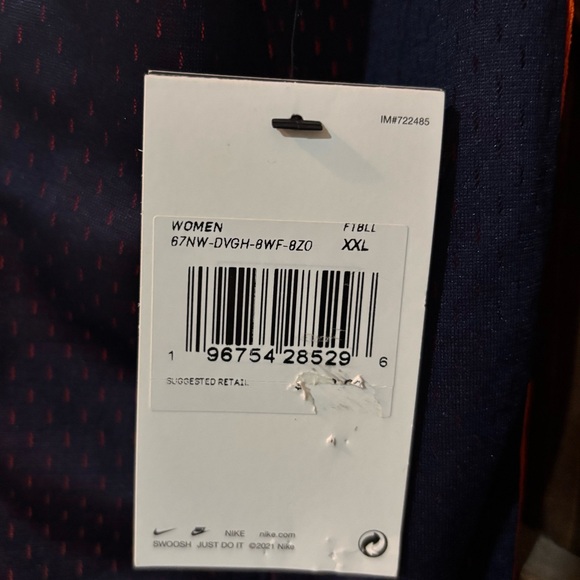 IM#722485
WOMEN FTBLL
67NW-DVGH-8WF-8Z0 XXL
1 96754 28529 6
SUGGESTED RETAIL
NIKE nike.com
SWOOSH JUST DO IT ©2021 Nike